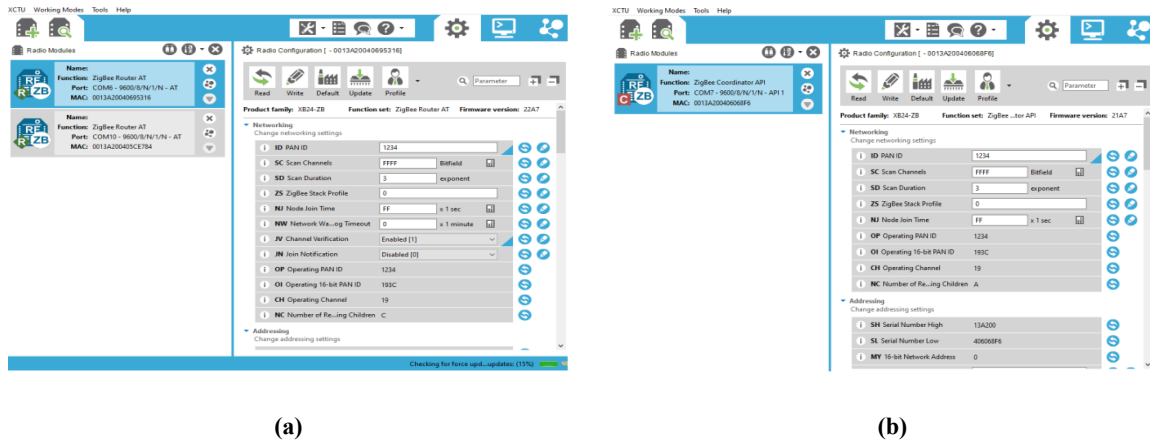 XCTU Working Modes Tools Help
Radio Modules
Name:
Function: ZigBee Router AT
Port: COM6 - 9600/8/N/1/N - AT
MAC: 0013A20040695316
Name:
Function: ZigBee Router AT
Port: COM10 - 9600/8/N/1/N - AT
MAC: 0013A200405CE7B4
Radio Configuration [ - 0013A20040695316]
Read Write Default Update Profile
Parameter
Product family: XB24-ZB Function set: ZigBee Router AT Firmware version: 22A7
Networking
Change networking settings
i ID PAN ID 1234
i SC Scan Channels FFFF Bitfield
i SD Scan Duration 3 exponent
i ZS ZigBee Stack Profile 0
i NJ Node Join Time FF x 1 sec
i NW Network Wa...og Timeout 0 x 1 minute
i JV Channel Verification Enabled [1]
i JN Join Notification Disabled [0]
i OP Operating PAN ID 1234
i OI Operating 16-bit PAN ID 193C
i CH Operating Channel 19
i NC Number of Re...ing Children C
Addressing
Change addressing settings
Checking for force upd...updates: (13%)
(a)
XCTU Working Modes Tools Help
Radio Modules
Name:
Function: ZigBee Coordinator API
Port: COM7 - 9600/8/N/1/N - API 1
MAC: 0013A200406068F6
Radio Configuration [ - 0013A200406068F6]
Read Write Default Update Profile
Parameter
Product family: XB24-ZB Function set: ZigBee ...tor API Firmware version: 21A7
Networking
Change networking settings
i ID PAN ID 1234
i SC Scan Channels FFFF Bitfield
i SD Scan Duration 3 exponent
i ZS ZigBee Stack Profile 0
i NJ Node Join Time FF x 1 sec
i OP Operating PAN ID 1234
i OI Operating 16-bit PAN ID 193C
i CH Operating Channel 19
i NC Number of Re...ing Children A
Addressing
Change addressing settings
i SH Serial Number High 13A200
i SL Serial Number Low 406068F6
i MY 16-bit Network Address 0
(b)